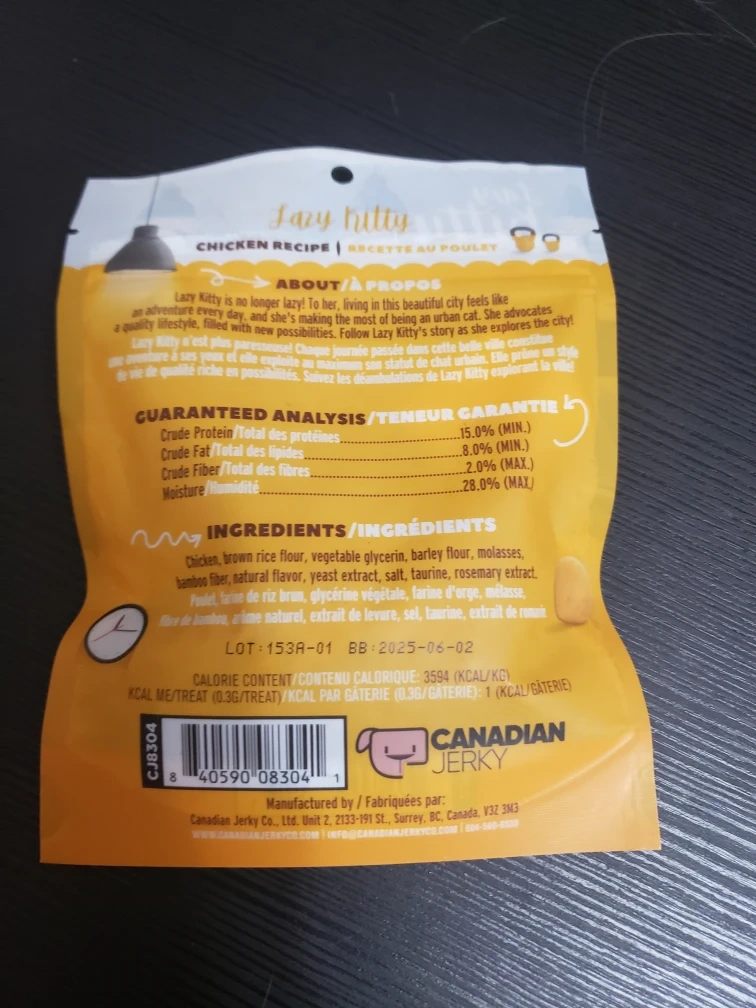 Lazy Kitty
CHICKEN RECIPE | RECETTE AU POULET
ABOUT/À PROPOS
Lazy Kitty is no longer lazy! To her, living in this beautiful city feels like
an adventure every day, and she's making the most of being an urban cat. She advocates
a quality lifestyle, filled with new possibilities. Follow Lazy Kitty's story as she explores the city!
Lazy Kitty n'est plus paresseuse! Chaque journée passée dans cette belle ville constitue
une aventure à ses yeux et elle exploite au maximum son statut de chat urbain. Elle prône un style
de vie de qualité riche en possibilités. Suivez les déambulations de Lazy Kitty explorant la ville!
GUARANTEED ANALYSIS/TENEUR GARANTIE
Crude Protein/Total des protéines 15.0% (MIN.)
Crude Fat/Total des lipides 8.0% (MIN.)
Crude Fiber/Total des fibres 2.0% (MAX.)
Moisture/Humidité 28.0% (MAX.)
INGREDIENTS/INGRÉDIENTS
Chicken, brown rice flour, vegetable glycerin, barley flour, molasses,
bamboo fiber, natural flavor, yeast extract, salt, taurine, rosemary extract.
Poulet, farine de riz brun, glycérine végétale, farine d'orge, mélasse,
fibre de bambou, arôme naturel, extrait de levure, sel, taurine, extrait de romarin
LOT:153A-01 BB:2025-06-02
CALORIE CONTENT/CONTENU CALORIQUE: 3594 (KCAL/KG)
KCAL ME/TREAT (0.3G/TREAT)/KCAL PAR GÂTERIE (0.3G/GÂTERIE): 1 (KCAL/GÂTERIE)
CJ8304
8 40590 08304 1
CANADIAN
JERKY
Manufactured by / Fabriquées par:
Canadian Jerky Co., Ltd. Unit 2, 2133-191 St., Surrey, BC, Canada, V3Z 3M3
WWW.CANADIANJERKYCO.COM | INFO@CANADIANJERKYCO.COM |